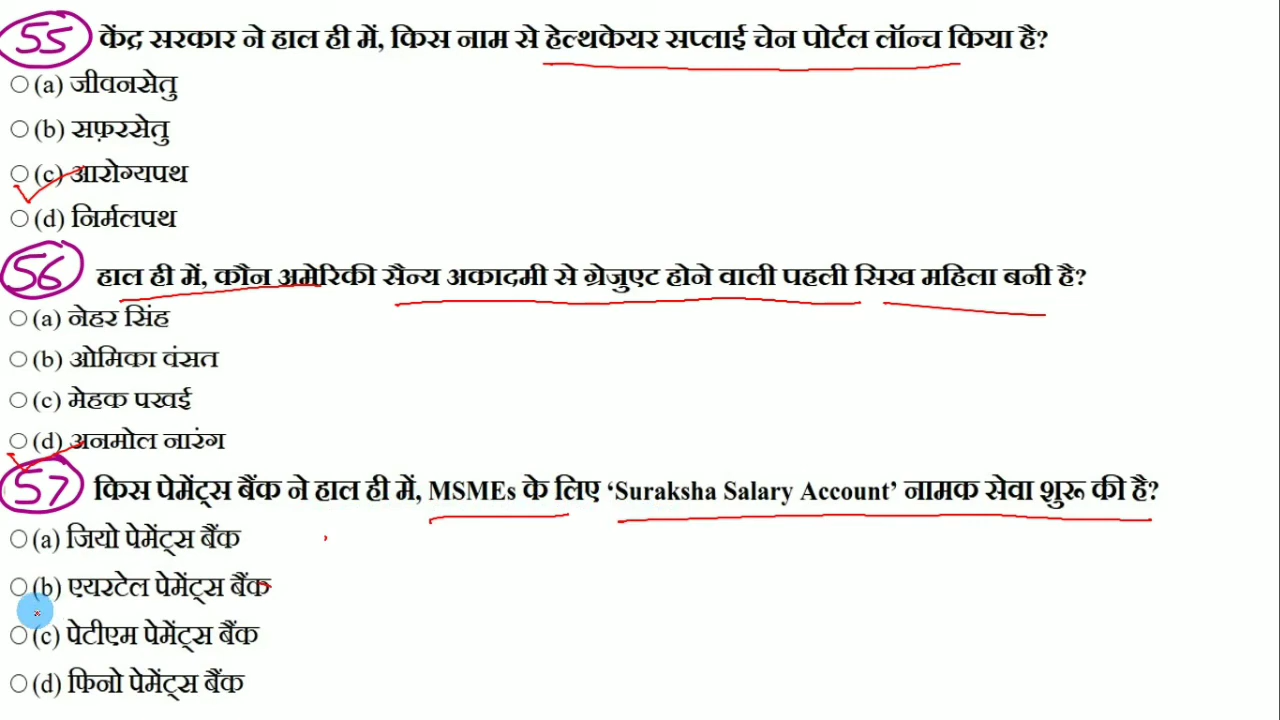 55 केंद्र सरकार ने हाल ही में, किस नाम से हेल्थकेयर सप्लाई चेन पोर्टल लॉन्च किया है?
(a) जीवनसेतु
(b) सफ़रसेतु
(c) आरोग्यपथ
(d) निर्मलपथ
56 हाल ही में, कौन अमेरिकी सैन्य अकादमी से ग्रेजुएट होने वाली पहली सिख महिला बनी है?
(a) नेहर सिंह
(b) ओमिका वंसत
(c) मेहक पखई
(d) अनमोल नारंग
57 किस पेमेंट्स बैंक ने हाल ही में, MSMEs के लिए ‘Suraksha Salary Account’ नामक सेवा शुरू की है?
(a) जियो पेमेंट्स बैंक
(b) एयरटेल पेमेंट्स बैंक
(c) पेटीएम पेमेंट्स बैंक
(d) फिनो पेमेंट्स बैंक